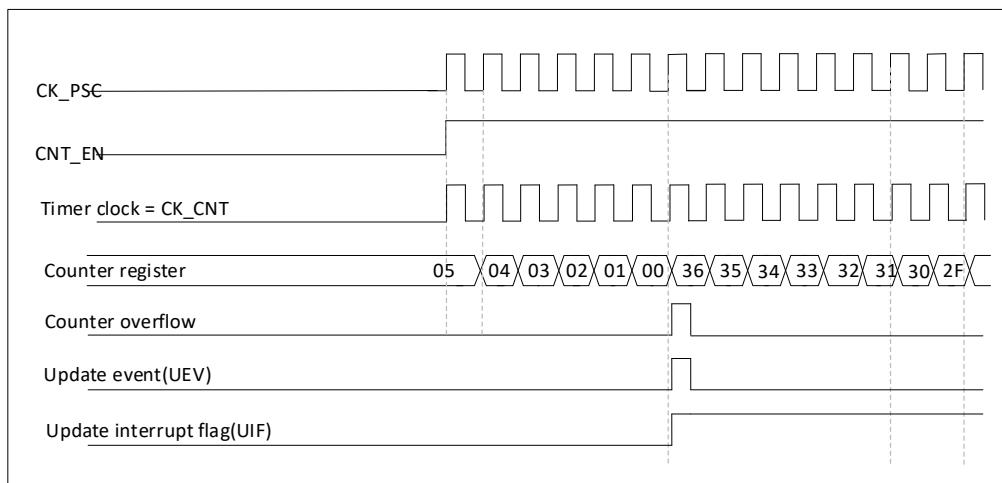 CK_PSC
CNT_EN
Timer clock = CK_CNT
Counter register 05 04 03 02 01 00 36 35 34 33 32 31 30 2F
Counter overflow
Update event(UEV)
Update interrupt flag(UIF)